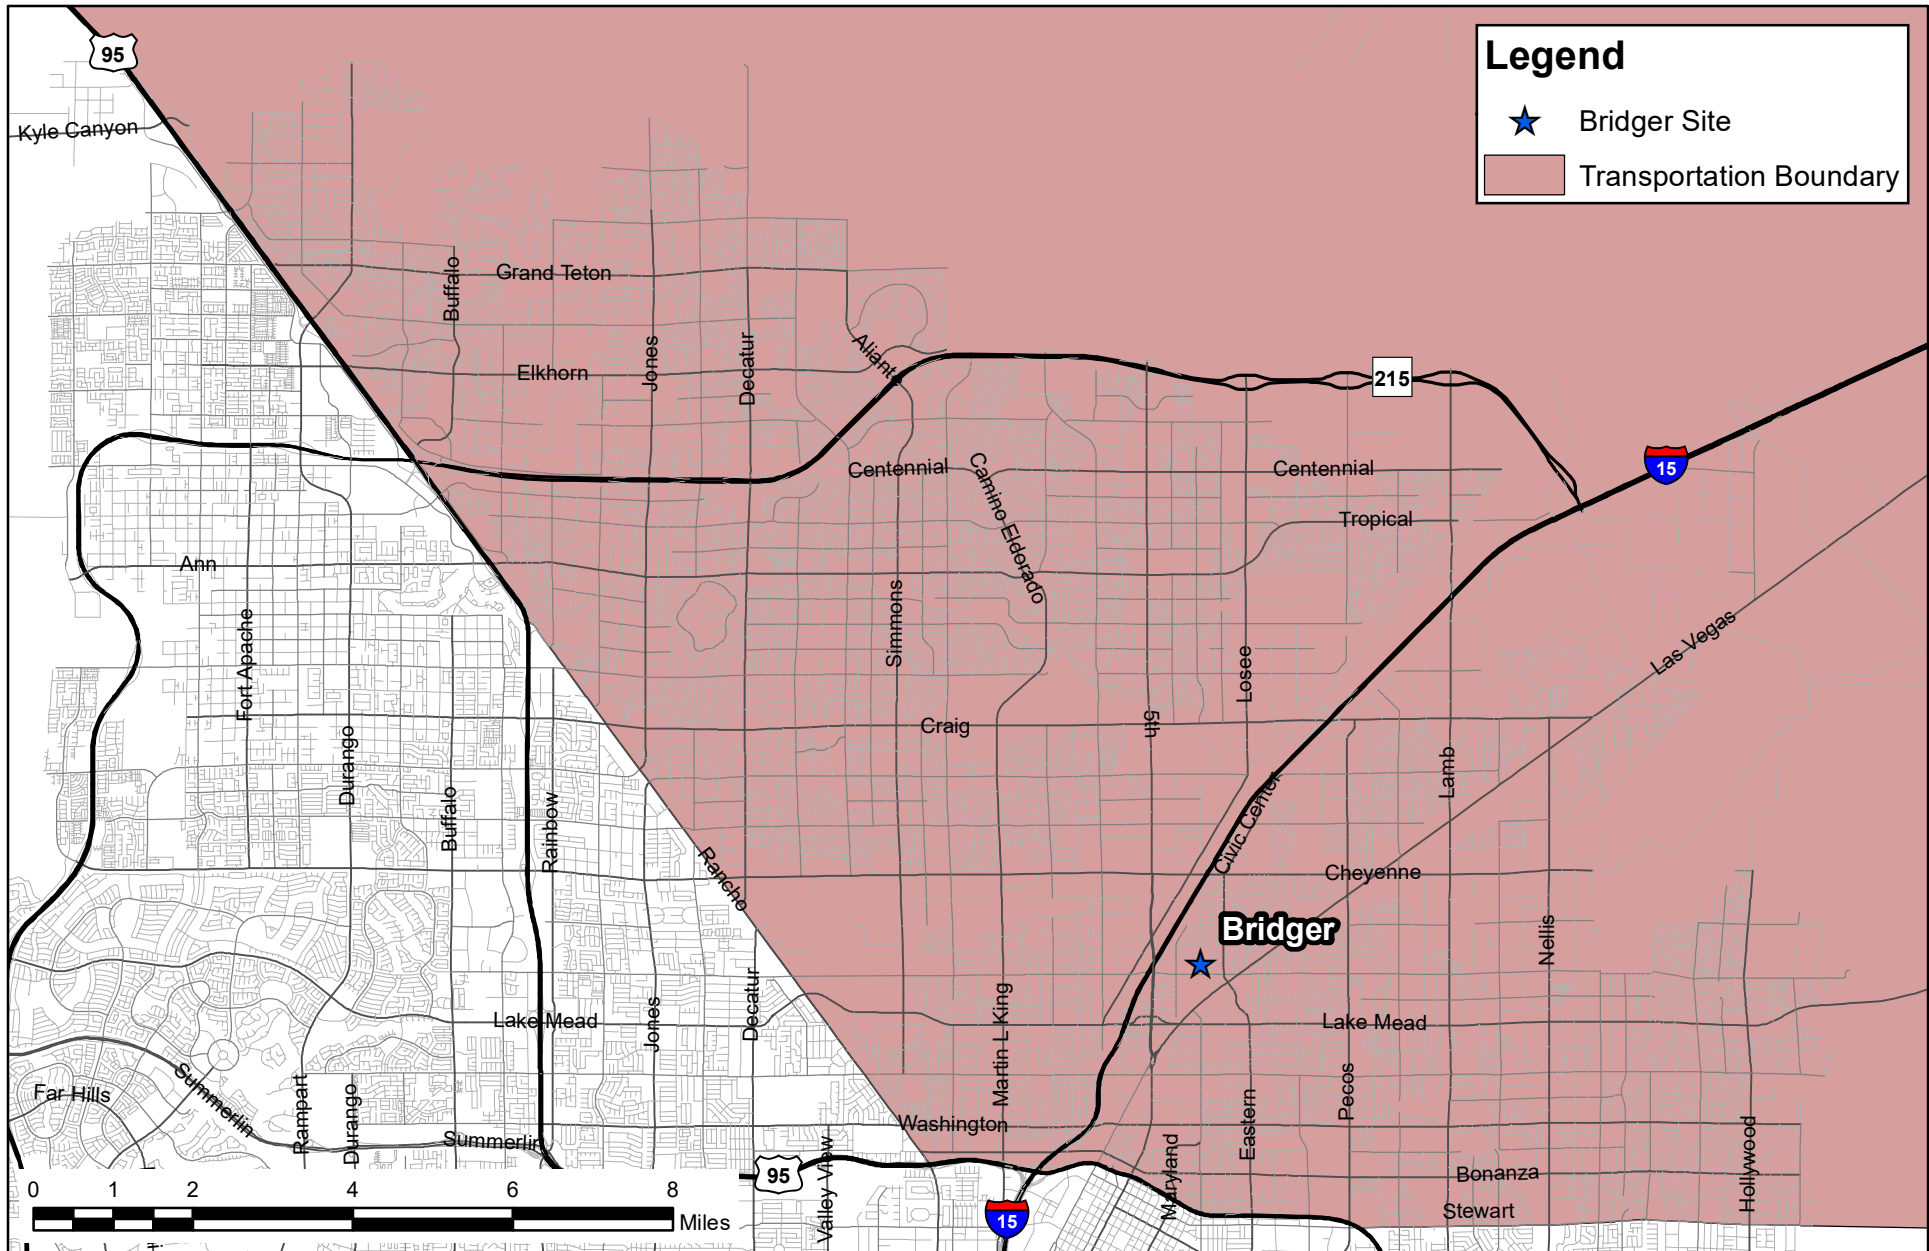 95
Legend
Bridger Site
Transportation Boundary
Kyle Canyon
Buffalo
Grand Teton
Jones
Decatur
Aliante
Elkhorn
215
15
Centennial
Camino Eldorado
Centennial
Tropical
Ann
Simmons
Fort Apache
Las Vegas
Losee
Craig
5th
Durango
Buffalo
Rainbow
Lamb
Civic Center
Rancho
Cheyenne
Bridger
Nellis
Decatur
Jones
Lake Mead
Martin L King
Lake Mead
Far Hills
Summerlin
Rampart
Durango
Summerlin
Washington
Pecos
Eastern
Maryland
Hollywood
Valley View
95
15
Bonanza
Stewart
0 1 2 4 6 8
Miles